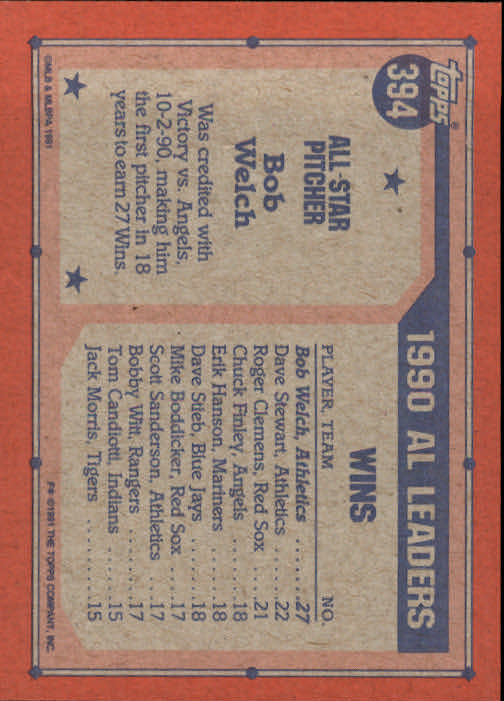 topps®
394
1990 AL LEADERS
ALL-STAR
PITCHER
Bob
Welch
Was credited with
Victory vs. Angels,
10-2-90, making him
the first pitcher in 18
years to earn 27 Wins.
WINS
PLAYER, TEAM NO.
Bob Welch, Athletics ........27
Dave Stewart, Athletics .....22
Roger Clemens, Red Sox ....21
Chuck Finley, Angels ......18
Erik Hanson, Mariners .....18
Dave Stieb, Blue Jays ......18
Mike Boddicker, Red Sox ...17
Scott Sanderson, Athletics ...17
Bobby Witt, Rangers .......17
Tom Candiotti, Indians .....15
Jack Morris, Tigers .........15
©MLB & MLBPA 1991
P® ©1991 THE TOPPS COMPANY, INC.